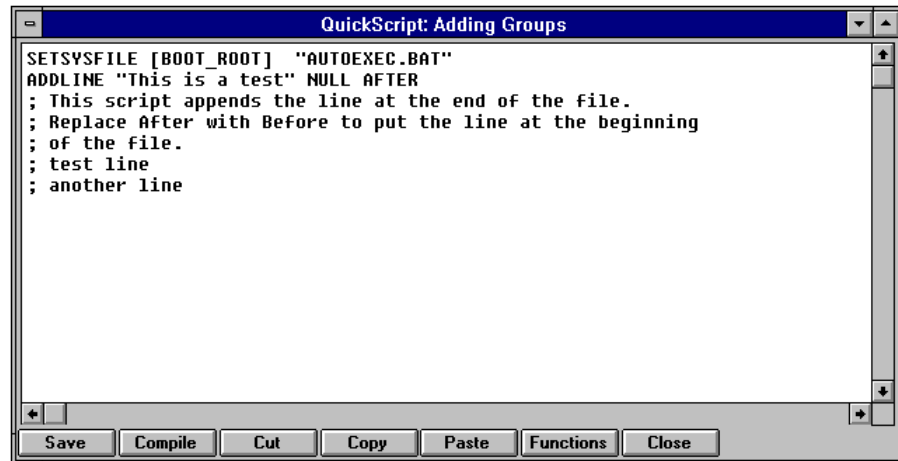 QuickScript: Adding Groups
SETSYSFILE [BOOT_ROOT]  "AUTOEXEC.BAT"
ADDLINE "This is a test" NULL AFTER
; This script appends the line at the end of the file.
; Replace After with Before to put the line at the beginning
; of the file.
; test line
; another line
Save Compile Cut Copy Paste Functions Close